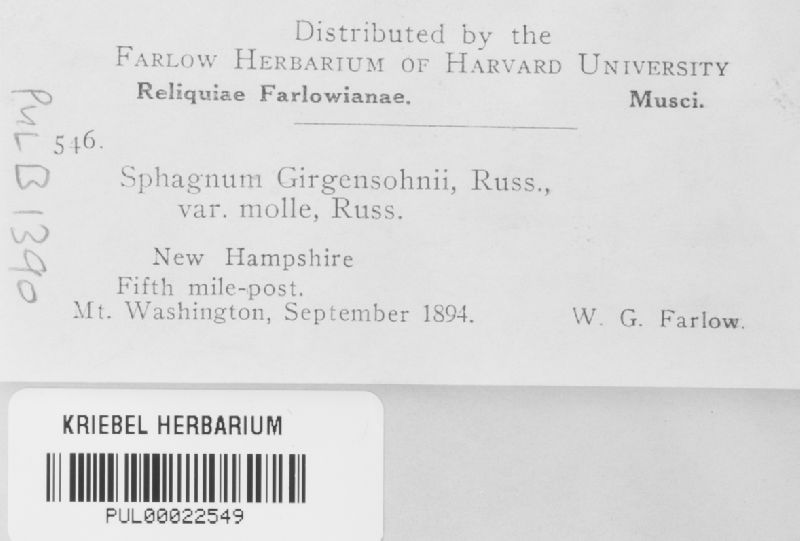 Distributed by the
FARLOW HERBARIUM OF HARVARD UNIVERSITY
Reliquiae Farlowianae. Musci.
546.
Sphagnum Girgensohnii, Russ.,
var. molle, Russ.
New Hampshire
Fifth mile-post.
Mt. Washington, September 1894. W. G. Farlow.
PUL B 1390
KRIEBEL HERBARIUM
PUL00022549